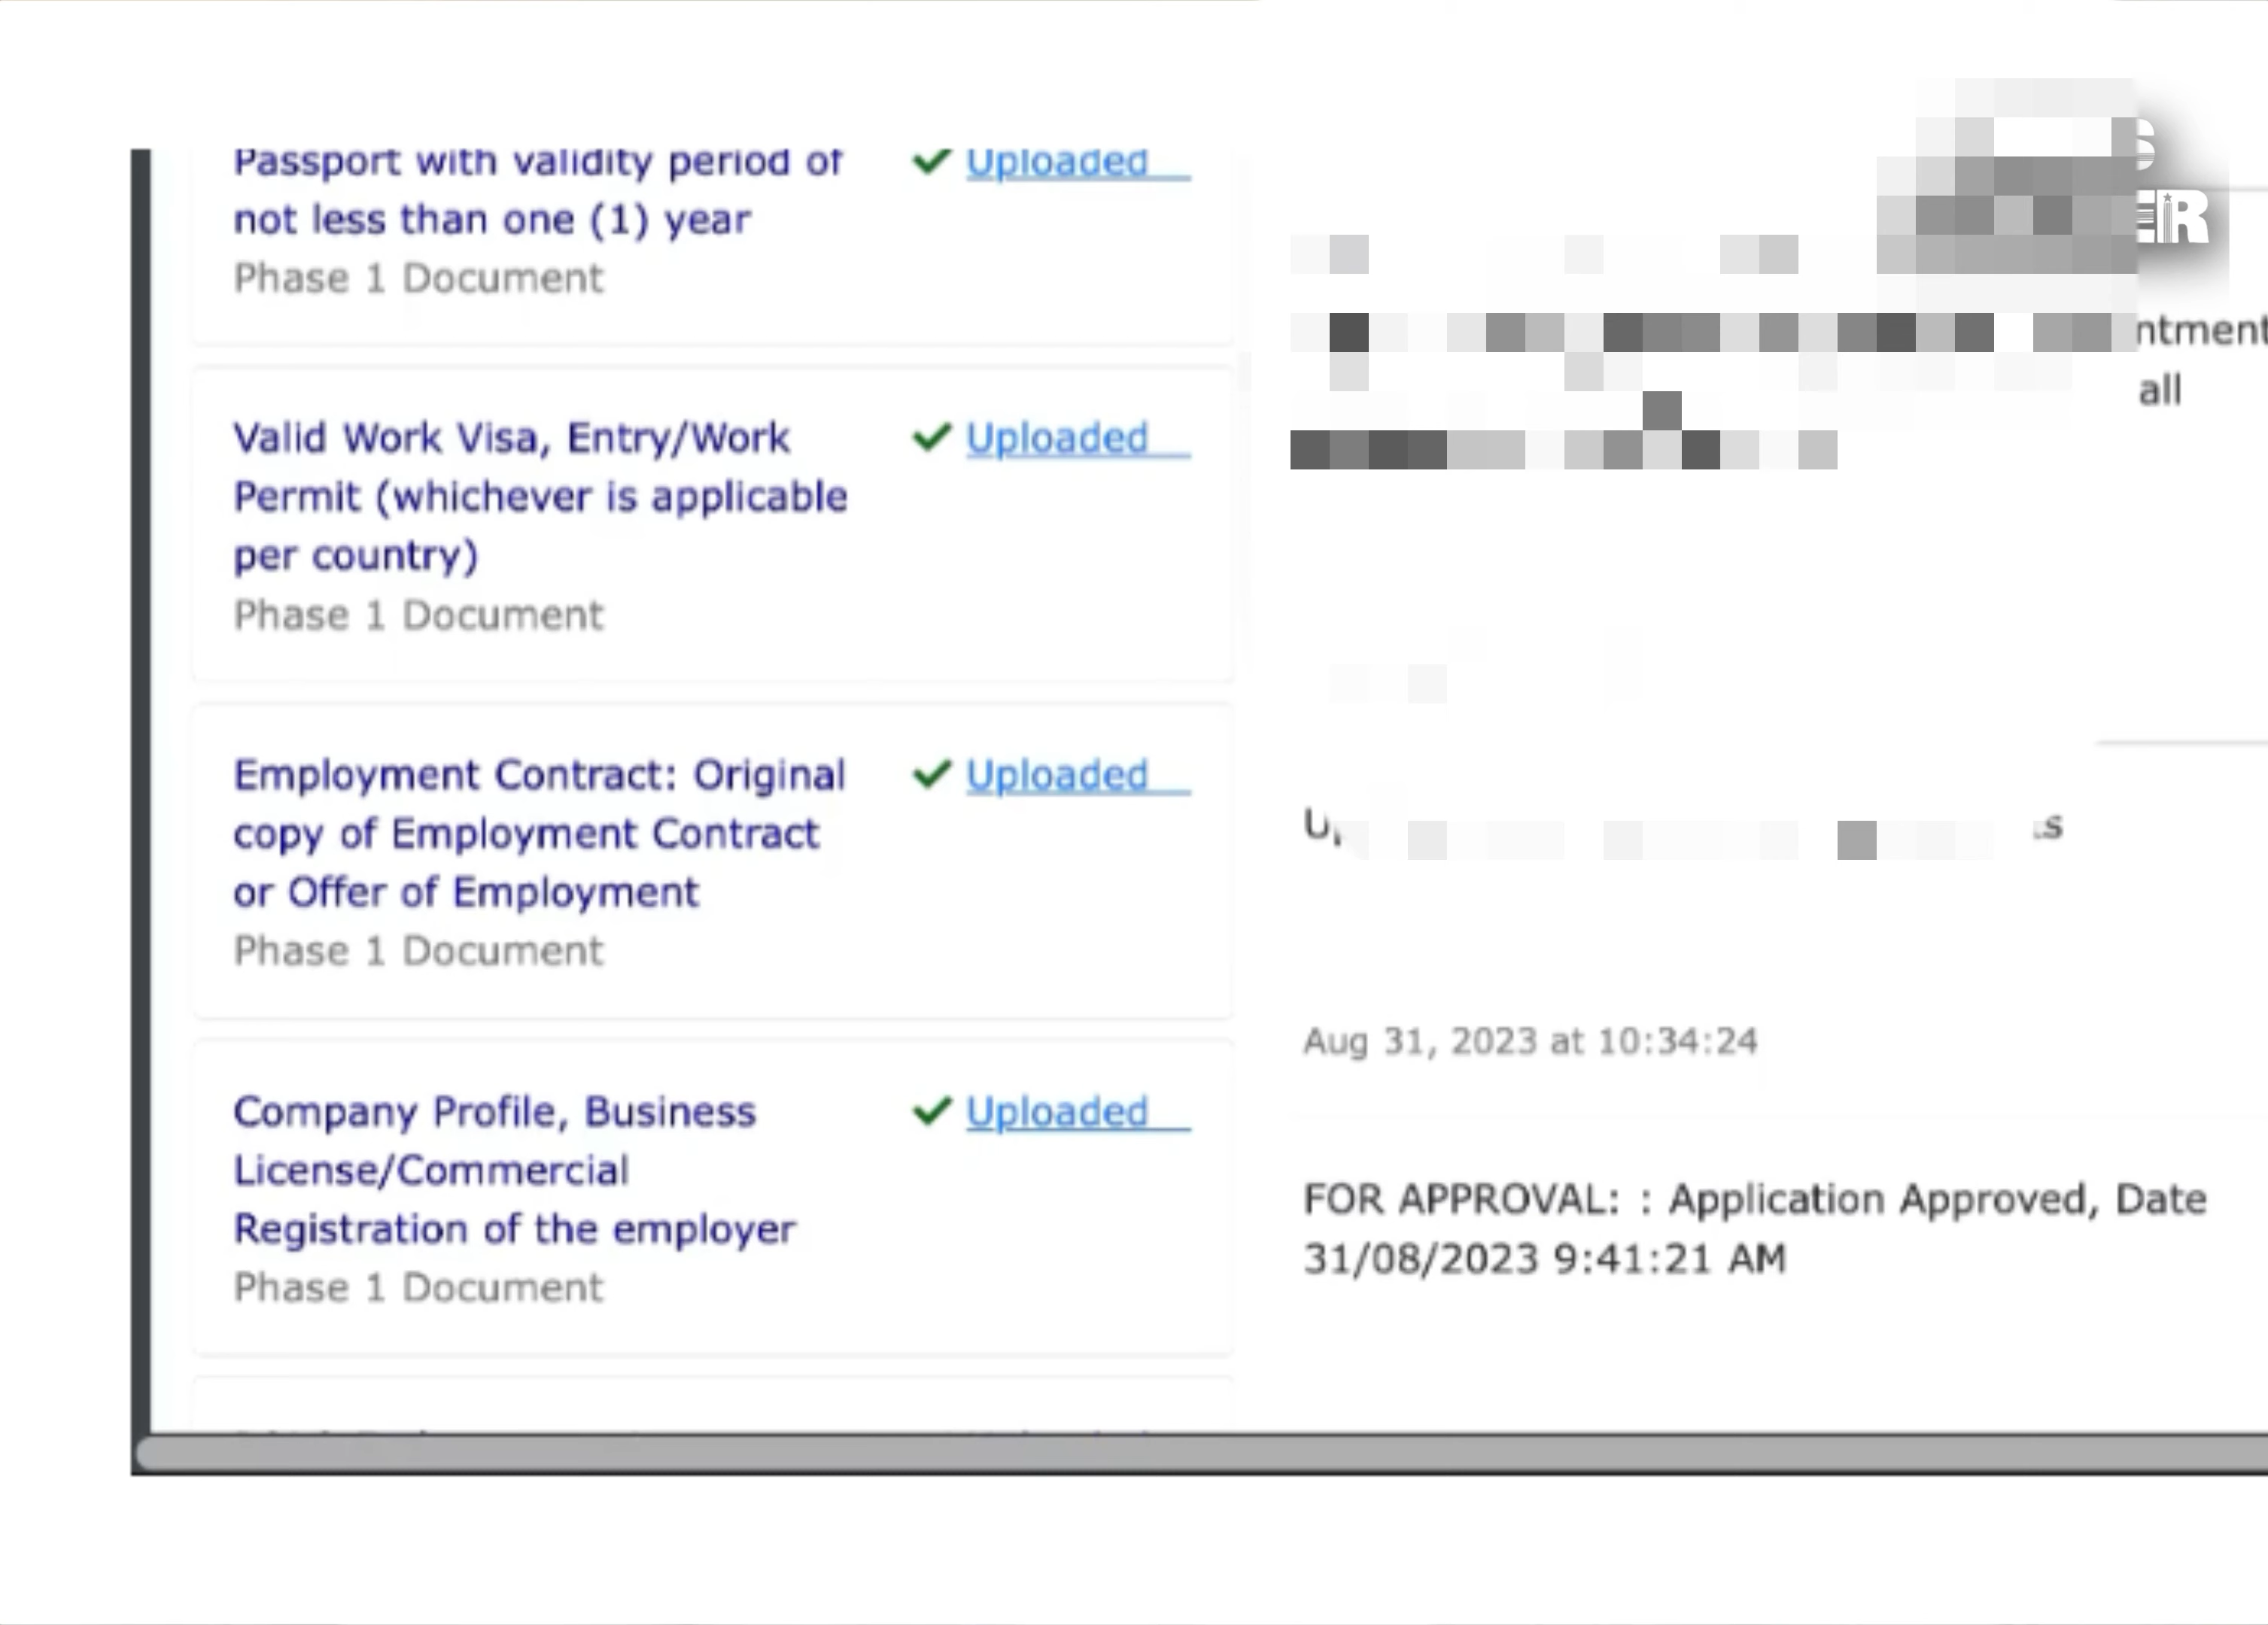 Passport with validity period of
not less than one (1) year
Phase 1 Document
Uploaded
Valid Work Visa, Entry/Work
Permit (whichever is applicable
per country)
Phase 1 Document
Uploaded
Employment Contract: Original
copy of Employment Contract
or Offer of Employment
Phase 1 Document
Uploaded
Company Profile, Business
License/Commercial
Registration of the employer
Phase 1 Document
Uploaded
all
Aug 31, 2023 at 10:34:24
FOR APPROVAL: : Application Approved, Date
31/08/2023 9:41:21 AM